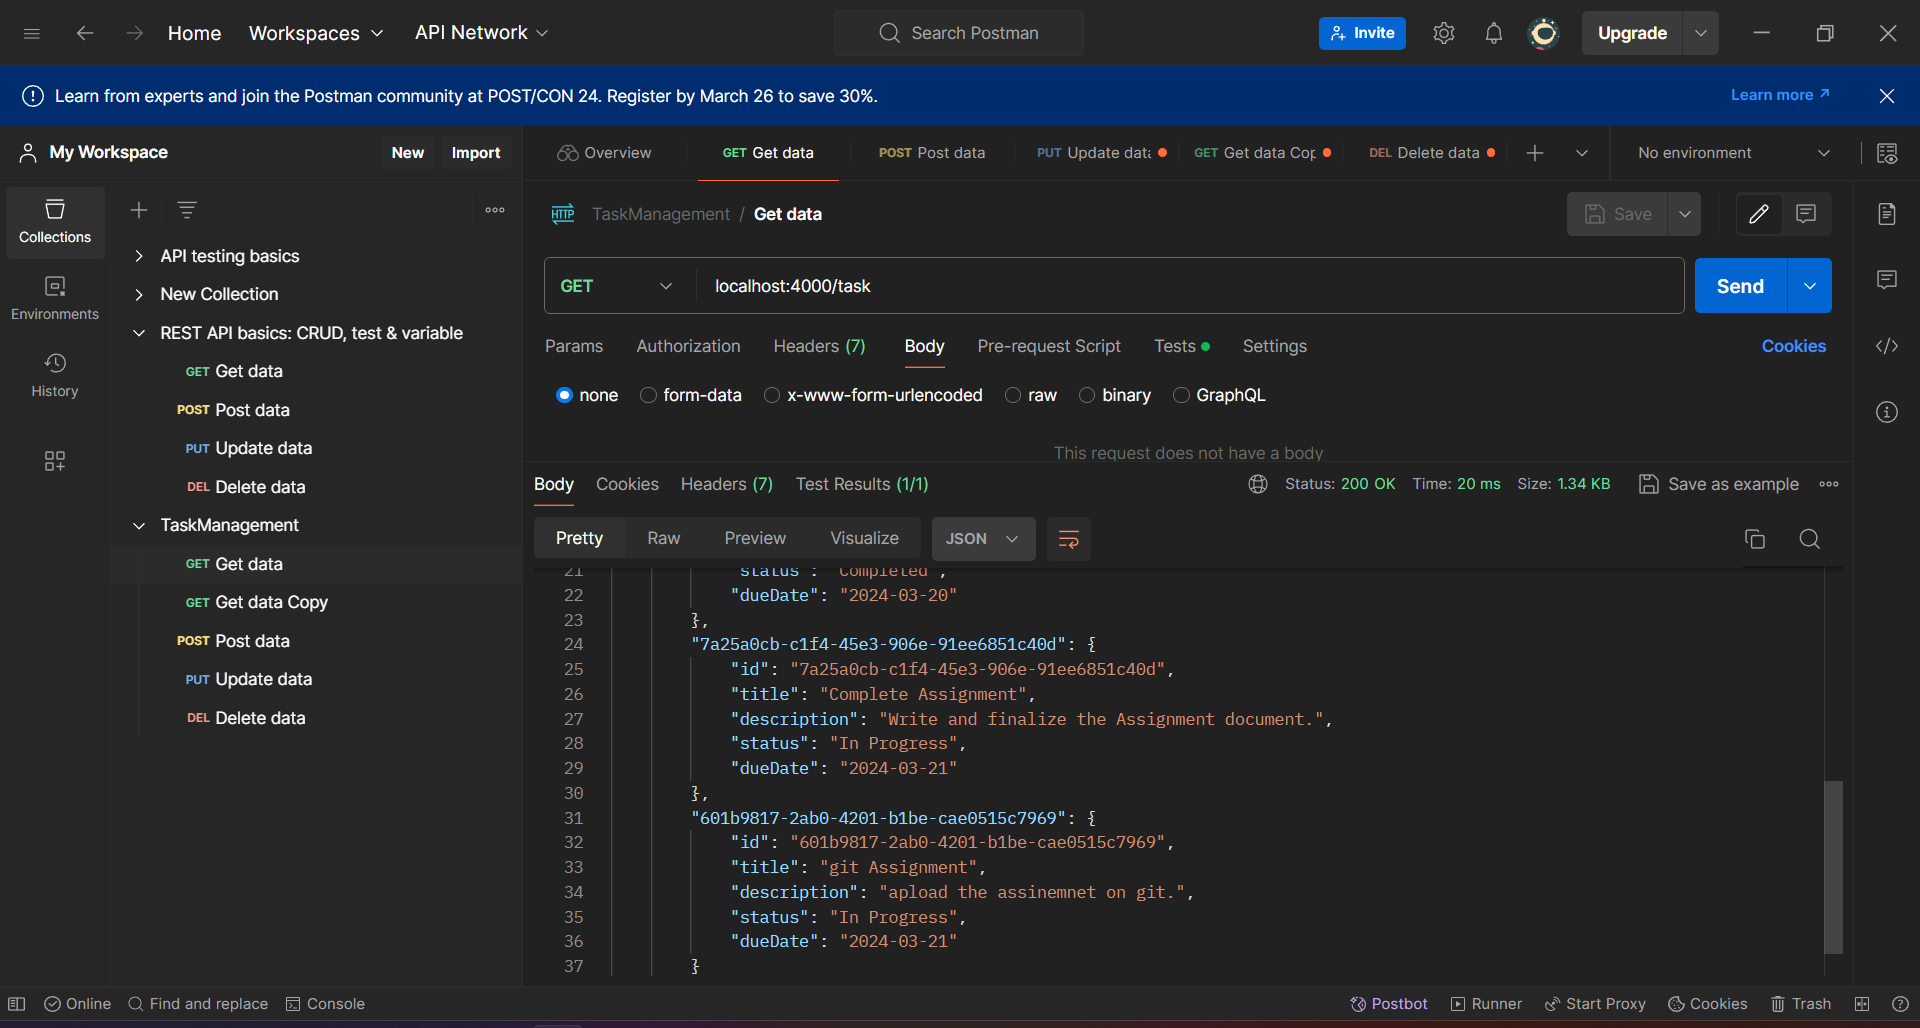 Home Workspaces API Network Search Postman Invite Upgrade
Learn from experts and join the Postman community at POST/CON 24. Register by March 26 to save 30%. Learn more
My Workspace New Import
Overview GET Get data POST Post data PUT Update data GET Get data Cop DEL Delete data No environment
Collections
Environments
History
API testing basics
New Collection
REST API basics: CRUD, test & variable
GET Get data
POST Post data
PUT Update data
DEL Delete data
TaskManagement
GET Get data
GET Get data Copy
POST Post data
PUT Update data
DEL Delete data
HTTP TaskManagement / Get data Save
GET localhost:4000/task Send
Params Authorization Headers (7) Body Pre-request Script Tests Settings Cookies
none form-data x-www-form-urlencoded raw binary GraphQL
This request does not have a body
Body Cookies Headers (7) Test Results (1/1) Status: 200 OK Time: 20 ms Size: 1.34 KB Save as example
Pretty Raw Preview Visualize JSON
21 "status": "Completed",
22 "dueDate": "2024-03-20"
23 },
24 "7a25a0cb-c1f4-45e3-906e-91ee6851c40d": {
25 "id": "7a25a0cb-c1f4-45e3-906e-91ee6851c40d",
26 "title": "Complete Assignment",
27 "description": "Write and finalize the Assignment document.",
28 "status": "In Progress",
29 "dueDate": "2024-03-21"
30 },
31 "601b9817-2ab0-4201-b1be-cae0515c7969": {
32 "id": "601b9817-2ab0-4201-b1be-cae0515c7969",
33 "title": "git Assignment",
34 "description": "apload the assinemnet on git.",
35 "status": "In Progress",
36 "dueDate": "2024-03-21"
37 }
Online Find and replace Console Postbot Runner Start Proxy Cookies Trash